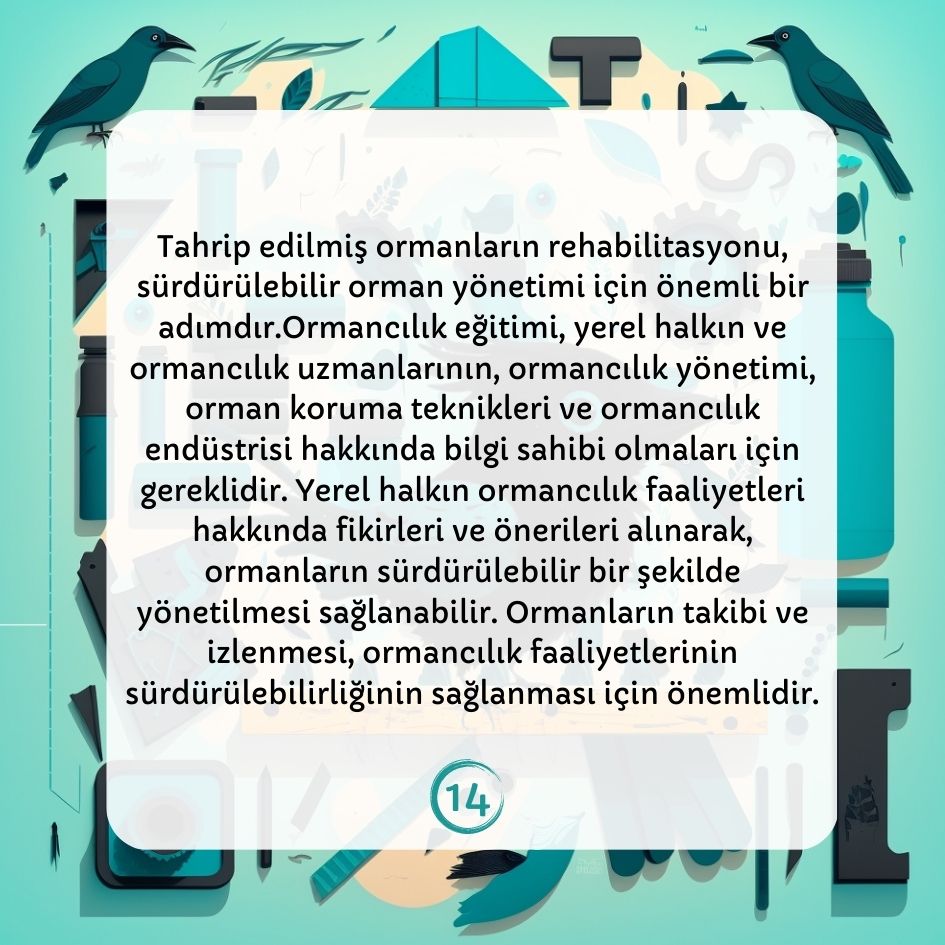 Tahrip edilmiş ormanların rehabilitasyonu,
sürdürülebilir orman yönetimi için önemli bir
adımdır.Ormancılık eğitimi, yerel halkın ve
ormancılık uzmanlarının, ormancılık yönetimi,
orman koruma teknikleri ve ormancılık
endüstrisi hakkında bilgi sahibi olmaları için
gereklidir. Yerel halkın ormancılık faaliyetleri
hakkında fikirleri ve önerileri alınarak,
ormanların sürdürülebilir bir şekilde
yönetilmesi sağlanabilir. Ormanların takibi ve
izlenmesi, ormancılık faaliyetlerinin
sürdürülebilirliğinin sağlanması için önemlidir.
14